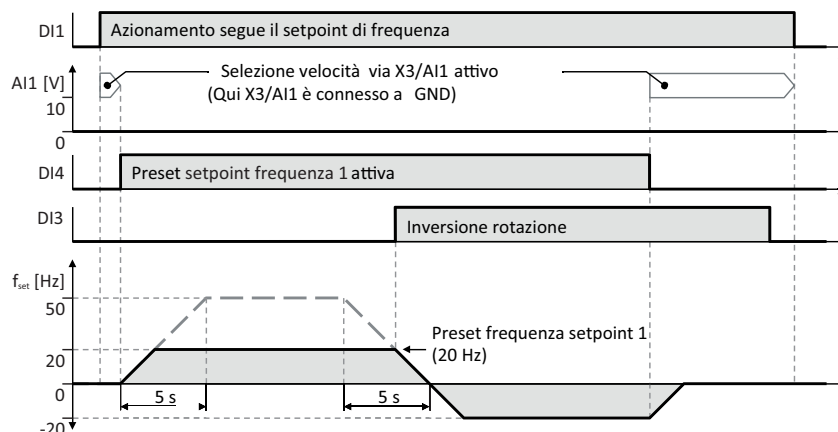 DI1
Azionamento segue il setpoint di frequenza
AI1 [V]
Selezione velocità via X3/AI1 attivo
(Qui X3/AI1 è connesso a GND)
10
0
DI4
Preset setpoint frequenza 1 attiva
DI3
Inversione rotazione
fset [Hz]
50
Preset frequenza setpoint 1
(20 Hz)
20
0
5 s
5 s
-20